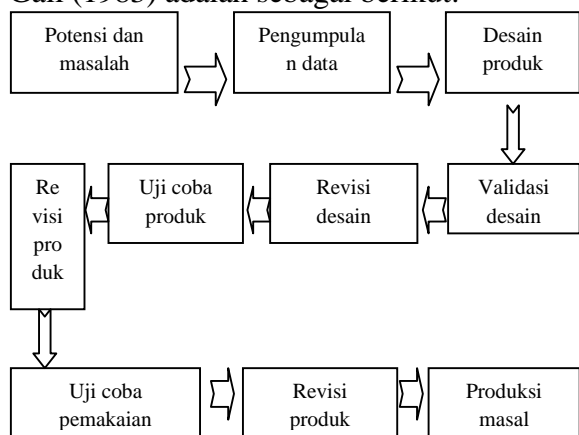 Gall (1983) adalah sebagai berikut:
Potensi dan
masalah
Pengumpula
n data
Desain
produk
Validasi
desain
Revisi
desain
Uji coba
produk
Re
visi
pro
duk
Uji coba
pemakaian
Revisi
produk
Produksi
masal